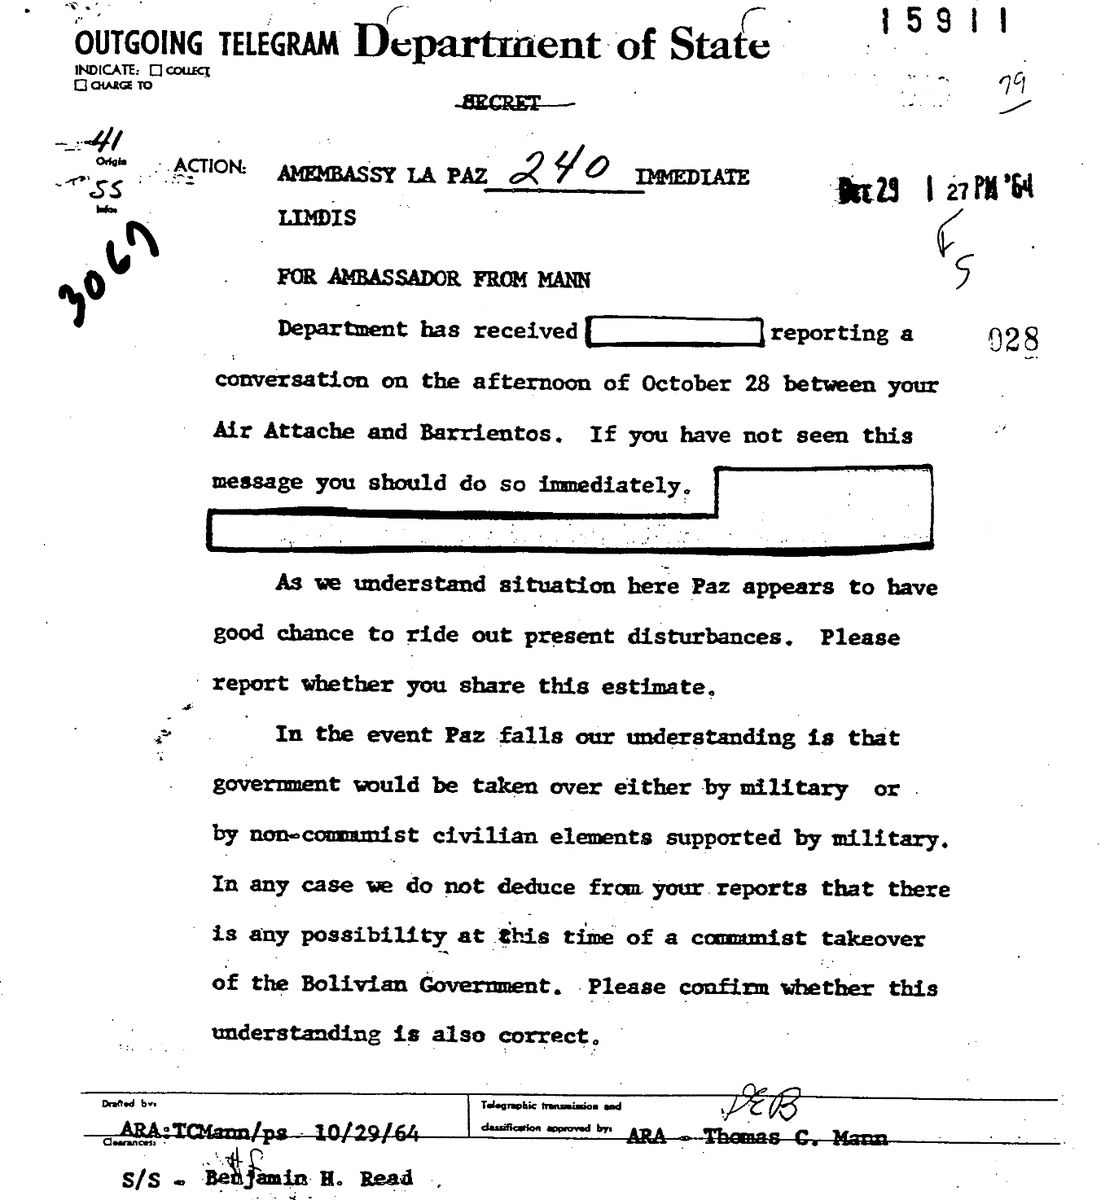 15911
OUTGOING TELEGRAM Department of State
INDICATE: ☐ COLLECT
☐ CHARGE TO
79
SECRET
41
Origin
ACTION: AMEMBASSY LA PAZ 240 IMMEDIATE
SS
Info:
29 1 27 PM '64
LIMDIS
3067
FOR AMBASSADOR FROM MANN
Department has received reporting a
028
conversation on the afternoon of October 28 between your
Air Attache and Barrientos. If you have not seen this
message you should do so immediately.
As we understand situation here Paz appears to have
good chance to ride out present disturbances. Please
report whether you share this estimate.
In the event Paz falls our understanding is that
government would be taken over either by military or
by non-communist civilian elements supported by military.
In any case we do not deduce from your reports that there
is any possibility at this time of a communist takeover
of the Bolivian Government. Please confirm whether this
understanding is also correct.
Drafted by:
ARA:TCMann/ps 10/29/64
Telegraphic transmission and
classification approved by: ARA - Thomas C. Mann
Clearances:
S/S - Benjamin H. Read